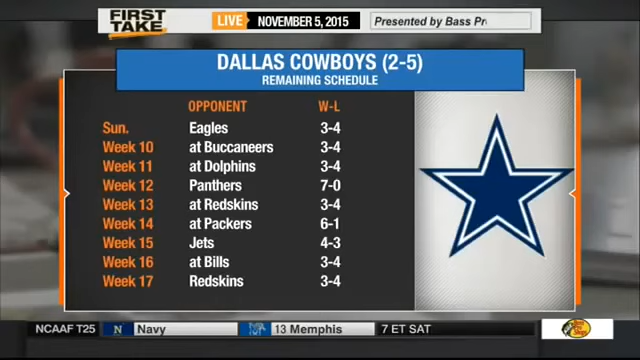 FIRST TAKE
LIVE NOVEMBER 5, 2015 Presented by Bass Pr
DALLAS COWBOYS (2-5)
REMAINING SCHEDULE
OPPONENT W-L
Sun. Eagles 3-4
Week 10 at Buccaneers 3-4
Week 11 at Dolphins 3-4
Week 12 Panthers 7-0
Week 13 at Redskins 3-4
Week 14 at Packers 6-1
Week 15 Jets 4-3
Week 16 at Bills 3-4
Week 17 Redskins 3-4
NCAAF T25 Navy 13 Memphis 7 ET SAT